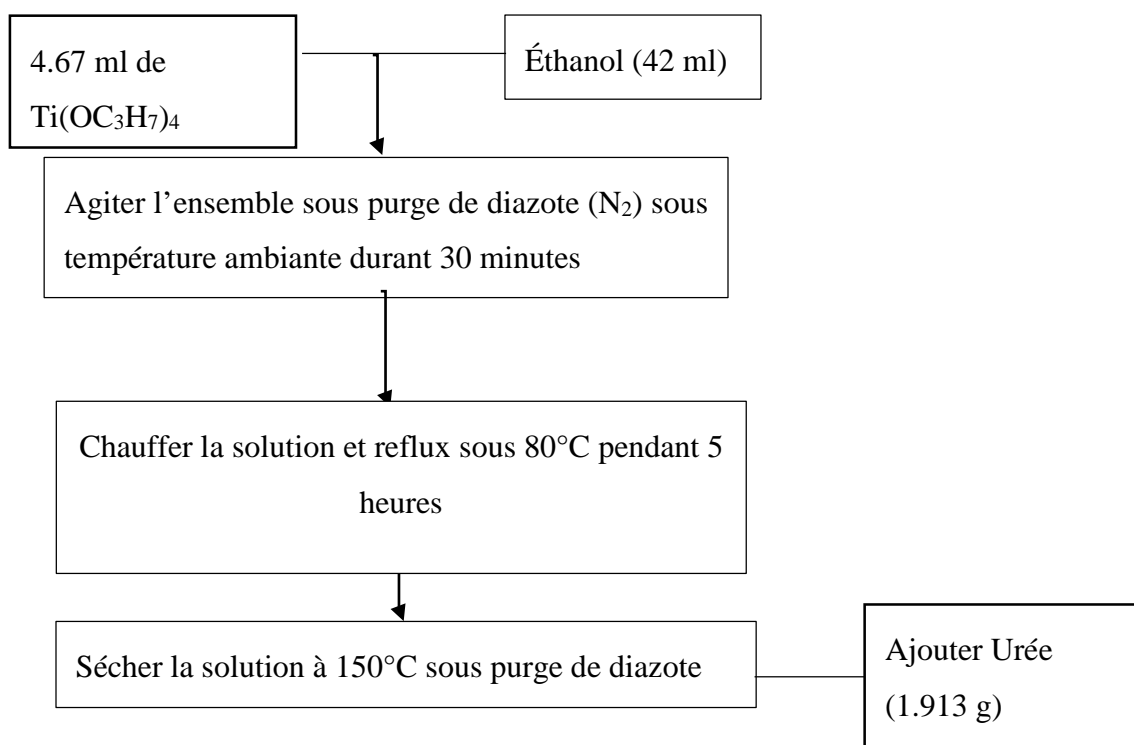 4.67 ml de
Ti(OC₃H₇)₄
Éthanol (42 ml)
Agiter l’ensemble sous purge de diazote (N₂) sous
température ambiante durant 30 minutes
Chauffer la solution et reflux sous 80°C pendant 5
heures
Sécher la solution à 150°C sous purge de diazote
Ajouter Urée
(1.913 g)